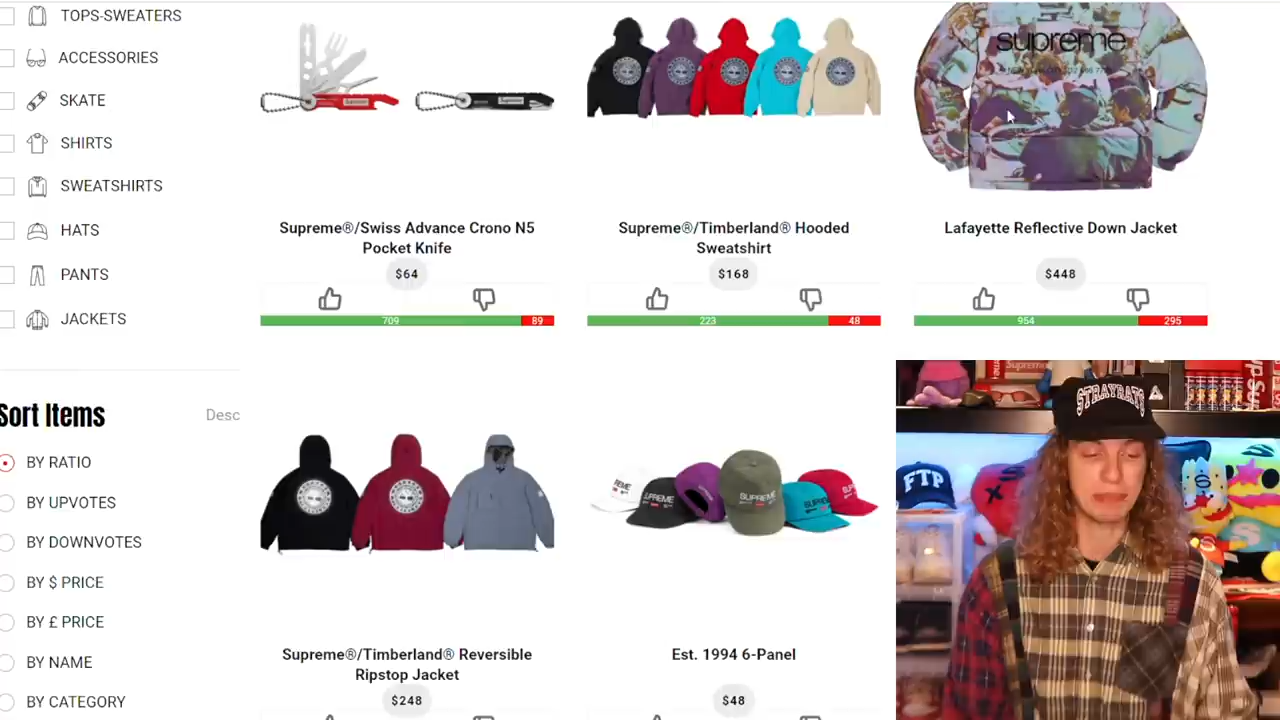 TOPS-SWEATERS
ACCESSORIES
SKATE
SHIRTS
SWEATSHIRTS
HATS
PANTS
JACKETS
Sort Items
Desc
BY RATIO
BY UPVOTES
BY DOWNVOTES
BY $ PRICE
BY £ PRICE
BY NAME
BY CATEGORY
Supreme®/Swiss Advance Crono N5
Pocket Knife
$64
709
89
Supreme®/Timberland® Hooded
Sweatshirt
$168
223
48
supreme
Lafayette Reflective Down Jacket
$448
954
295
Supreme®/Timberland® Reversible
Ripstop Jacket
$248
SUPREME
SUPREME
Est. 1994 6-Panel
$48
Supreme
STRAYRATS
FTP